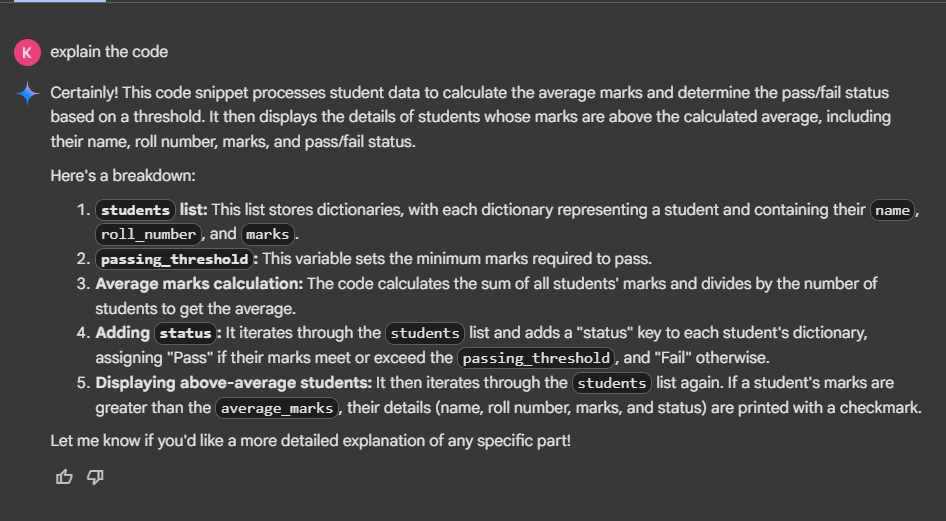 K explain the code
Certainly! This code snippet processes student data to calculate the average marks and determine the pass/fail status
based on a threshold. It then displays the details of students whose marks are above the calculated average, including
their name, roll number, marks, and pass/fail status.
Here's a breakdown:
1. students list: This list stores dictionaries, with each dictionary representing a student and containing their name ,
roll_number , and marks .
2. passing_threshold : This variable sets the minimum marks required to pass.
3. Average marks calculation: The code calculates the sum of all students' marks and divides by the number of
students to get the average.
4. Adding status : It iterates through the students list and adds a "status" key to each student's dictionary,
assigning "Pass" if their marks meet or exceed the passing_threshold , and "Fail" otherwise.
5. Displaying above-average students: It then iterates through the students list again. If a student's marks are
greater than the average_marks , their details (name, roll number, marks, and status) are printed with a checkmark.
Let me know if you'd like a more detailed explanation of any specific part!